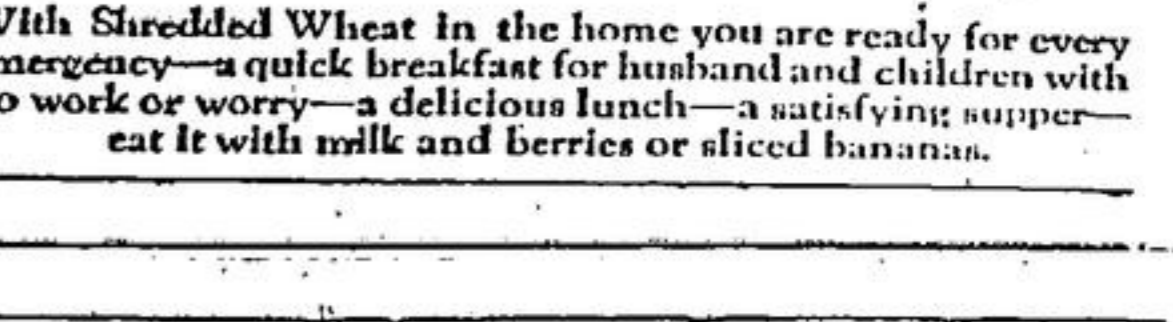 With Shredded Wheat in the home you are ready for every
mergency—a quick breakfast for husband and children with
o work or worry—a delicious lunch—a satisfying supper—
eat it with milk and berries or sliced bananas.